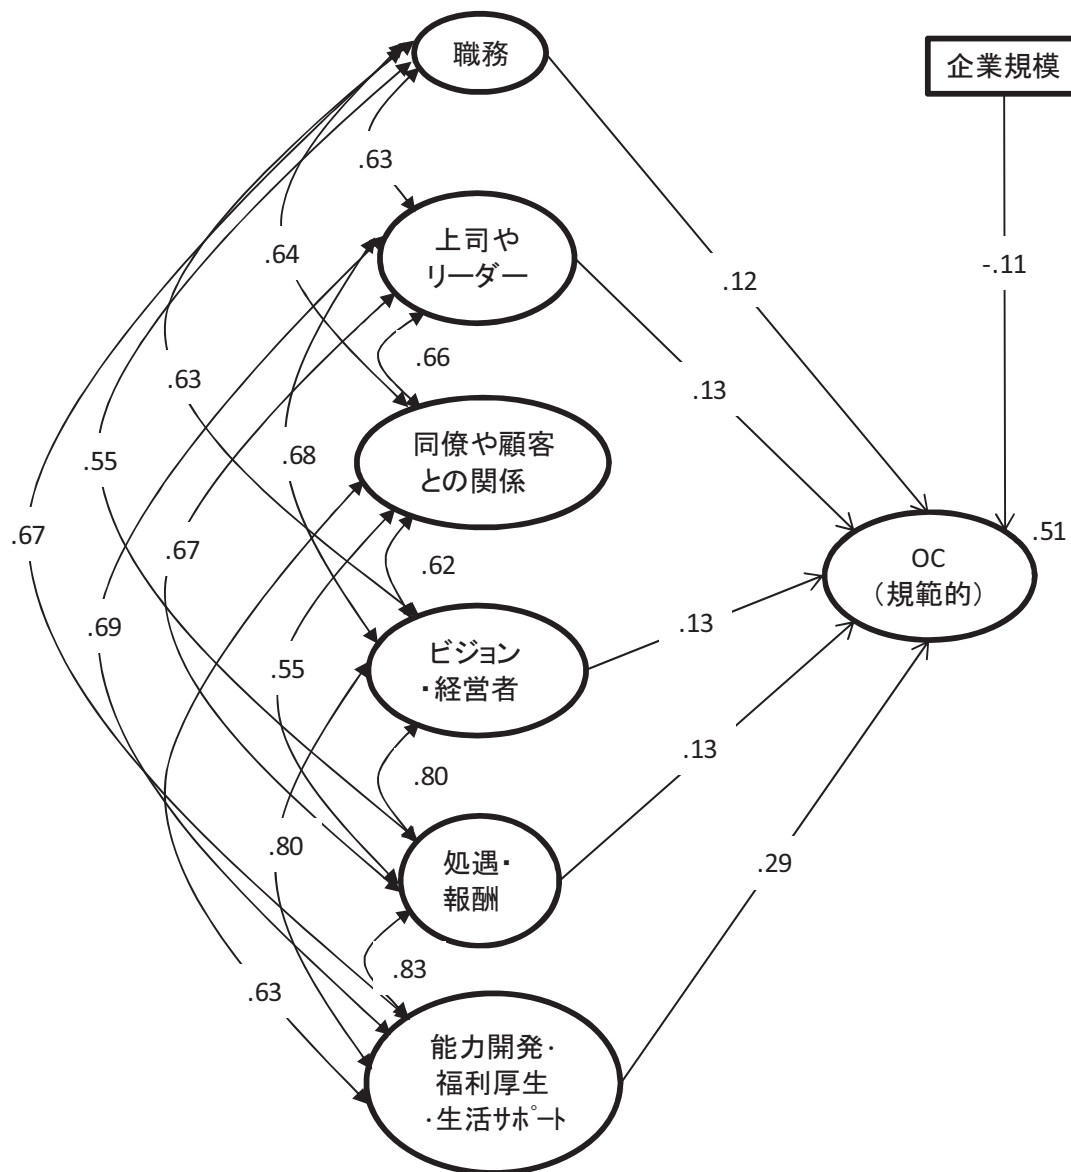 職務
企業規模
.63
上司や
リーダー
.64
-.11
.12
.66
.13
.63
同僚や顧客
との関係
.68
.55
.67
.67
.51
OC
（規範的）
.62
.69
.13
ビジョン
・経営者
.55
.13
.80
.80
.29
処遇・
報酬
.83
.63
能力開発・
福利厚生
・生活サポート